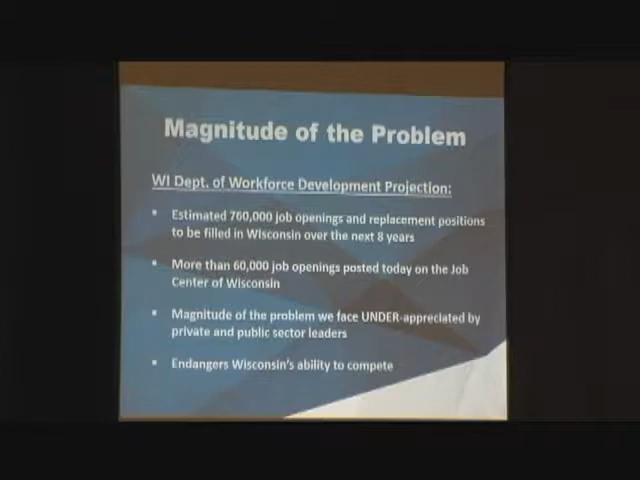 Magnitude of the Problem
WI Dept. of Workforce Development Projection:
▪ Estimated 760,000 job openings and replacement positions
to be filled in Wisconsin over the next 8 years
▪ More than 60,000 job openings posted today on the Job
Center of Wisconsin
▪ Magnitude of the problem we face UNDER-appreciated by
private and public sector leaders
▪ Endangers Wisconsin's ability to compete